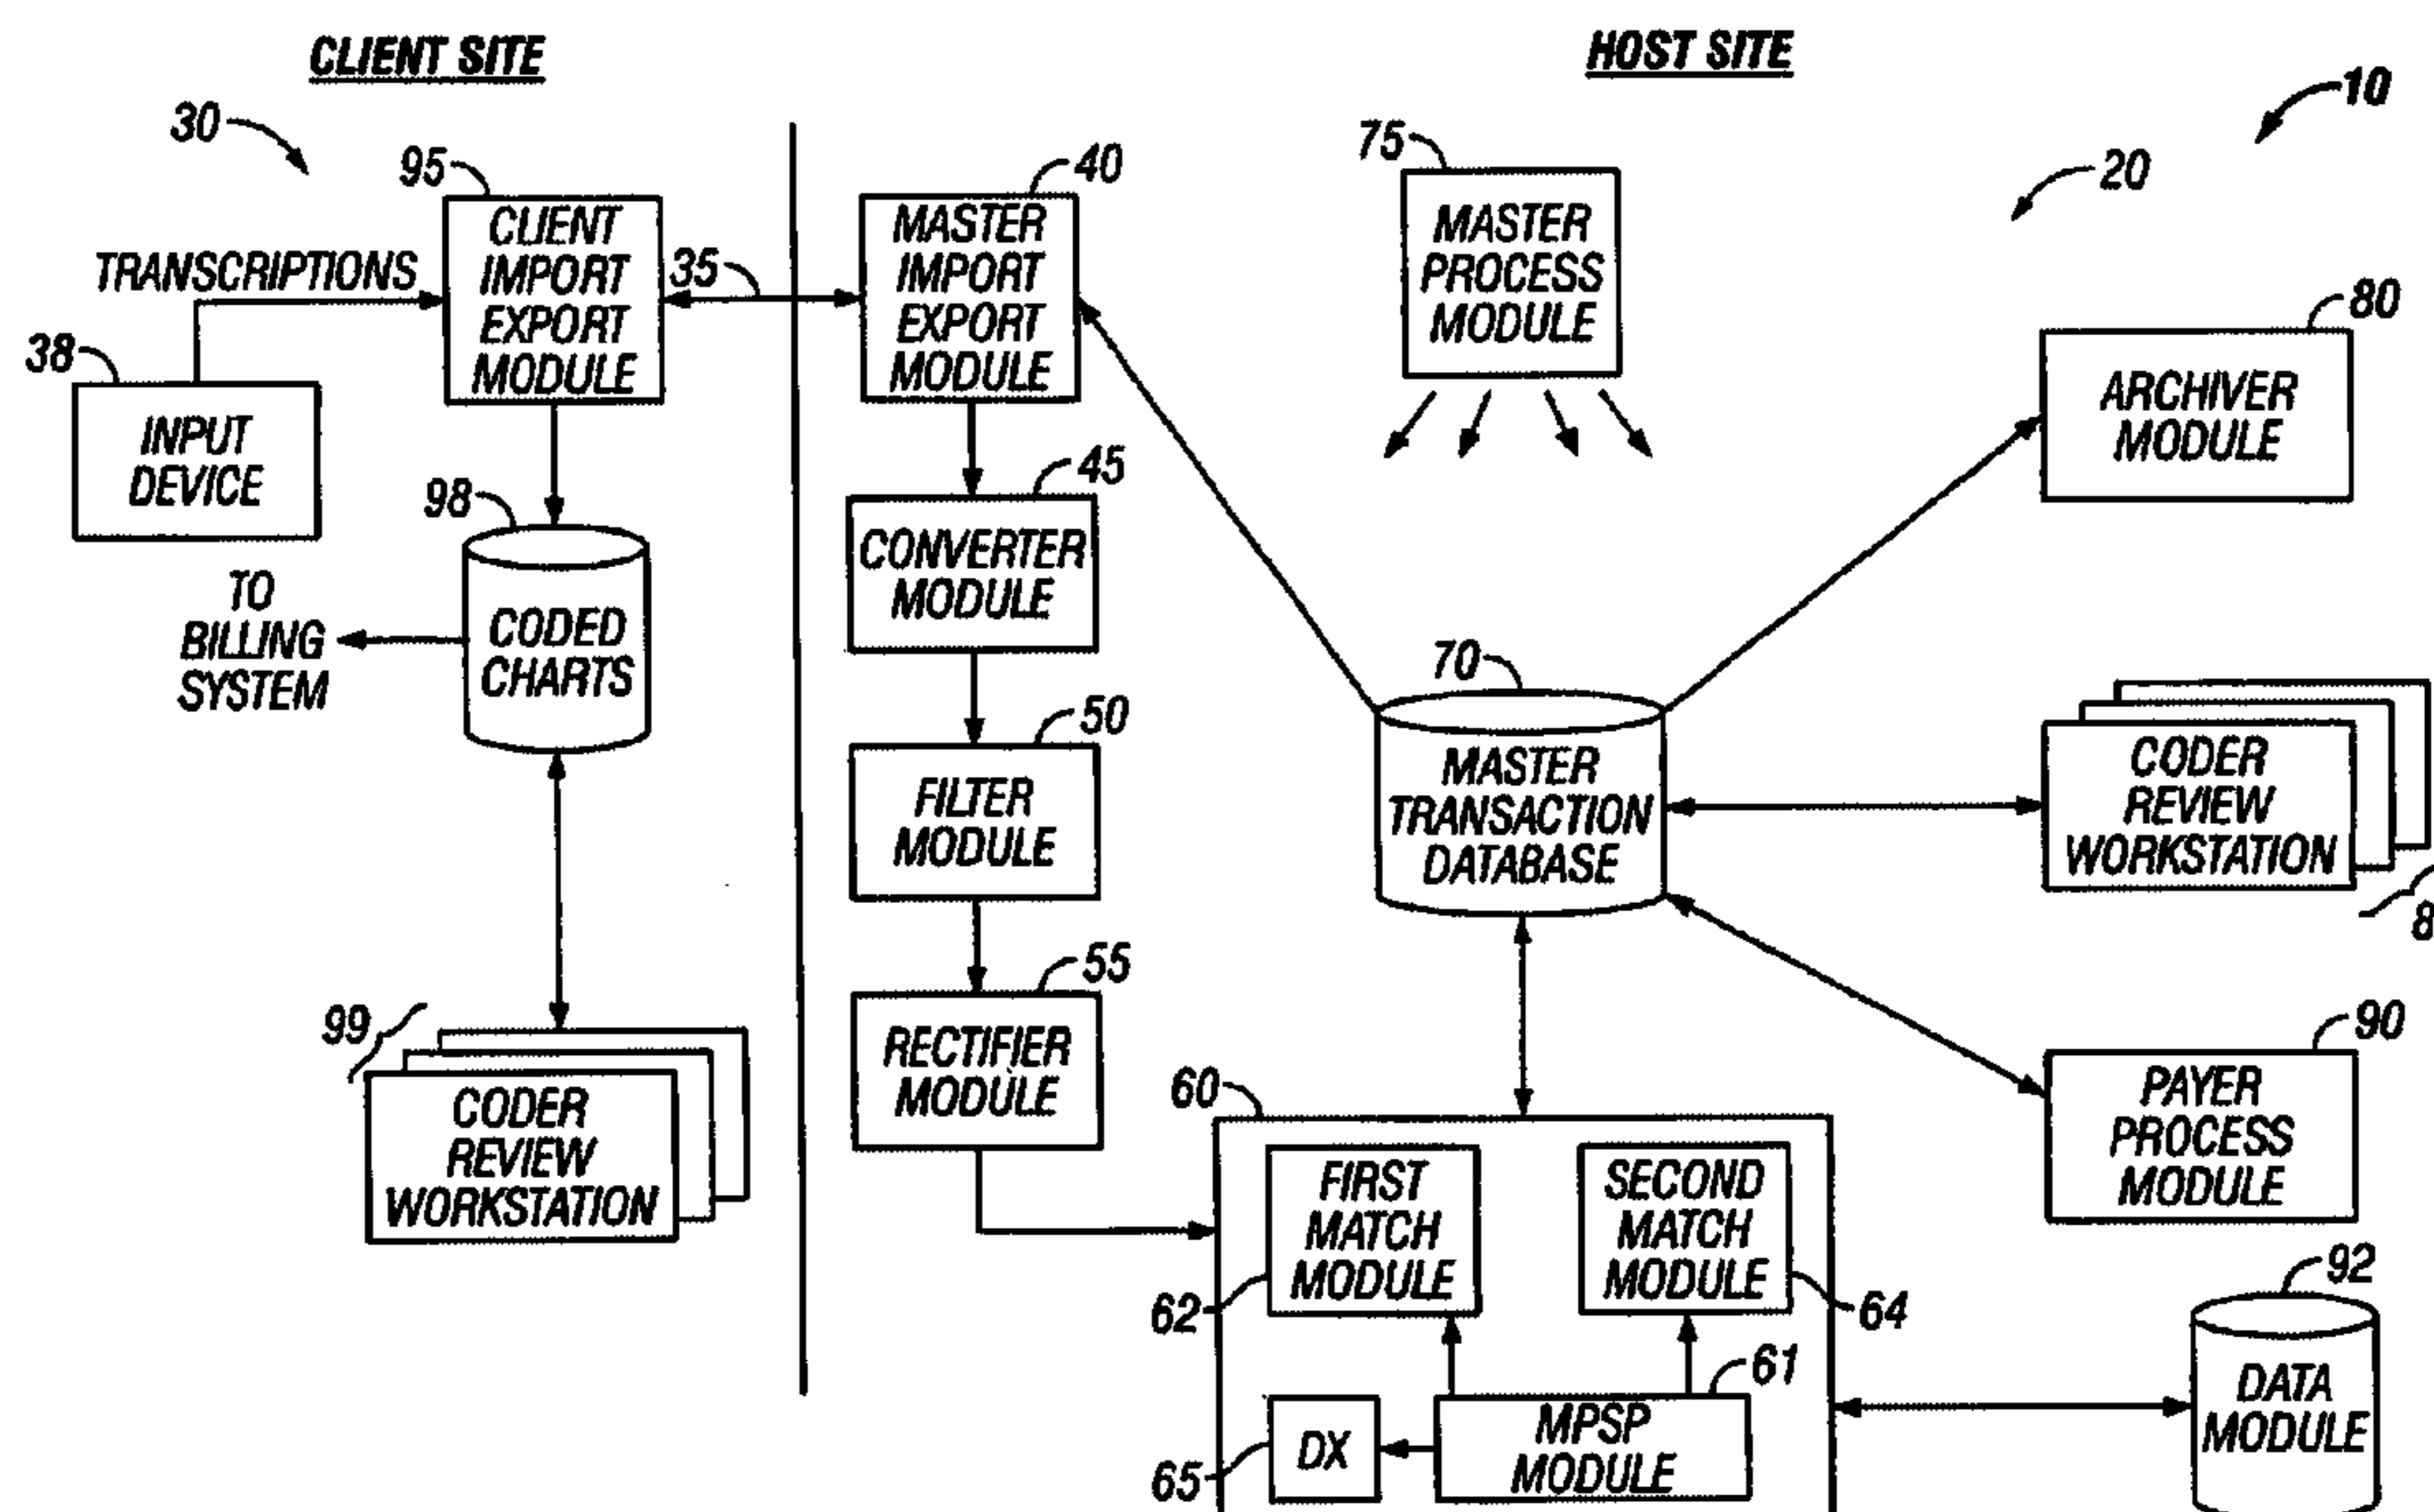 CLIENT SITE
HOST SITE
30
10
75
20
95
40
CLIENT
IMPORT
EXPORT
MODULE
MASTER
IMPORT
EXPORT
MODULE
MASTER
PROCESS
MODULE
TRANSCRIPTIONS
35
80
38
ARCHIVER
MODULE
INPUT
DEVICE
45
98
CONVERTER
MODULE
TO
BILLING
SYSTEM
CODED
CHARTS
70
50
MASTER
TRANSACTION
DATABASE
CODER
REVIEW
WORKSTATION
FILTER
MODULE
8
55
99
RECTIFIER
MODULE
90
CODER
REVIEW
WORKSTATION
60
PAYER
PROCESS
MODULE
FIRST
MATCH
MODULE
SECOND
MATCH
MODULE
62
64
92
61
DATA
MODULE
DX
MPSP
MODULE
65